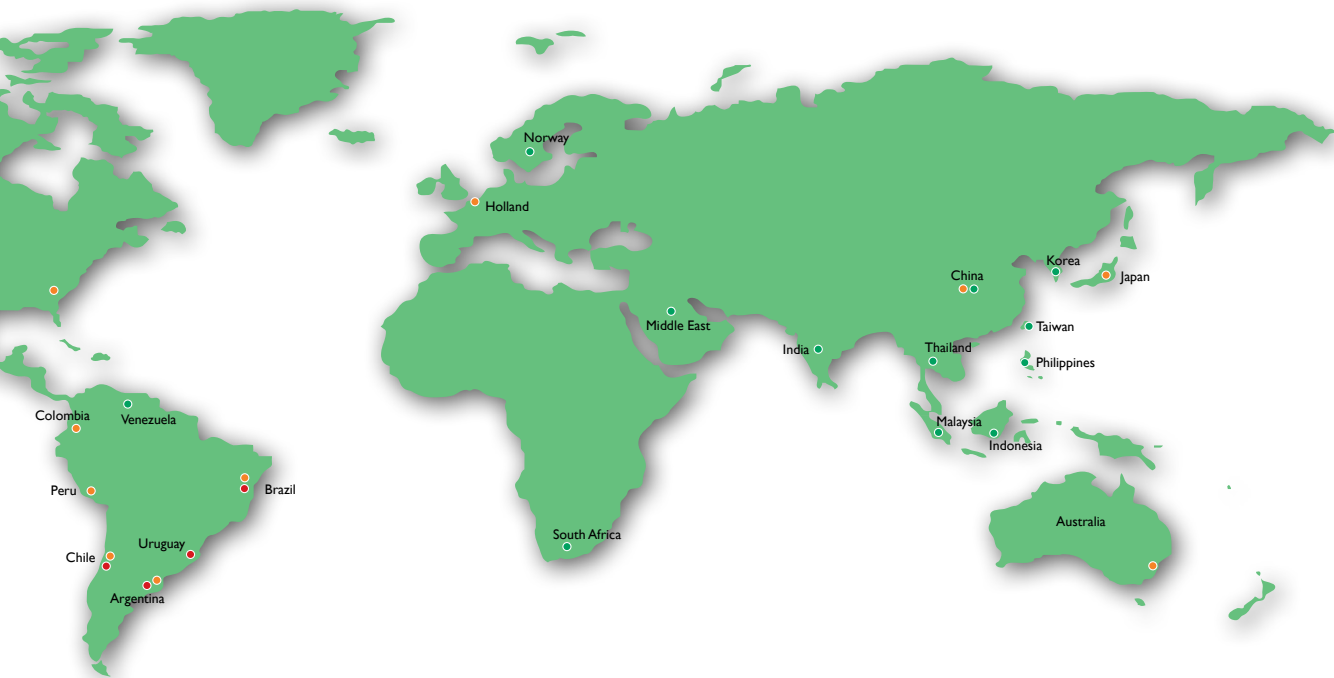 Norway
Holland
Korea
China
Japan
Middle East
Taiwan
India
Thailand
Philippines
Colombia
Venezuela
Malaysia
Indonesia
Peru
Brazil
Australia
South Africa
Uruguay
Chile
Argentina